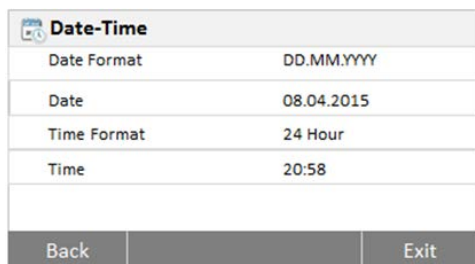 Date-Time
Date Format DD.MM.YYYY
Date 08.04.2015
Time Format 24 Hour
Time 20:58
Back Exit